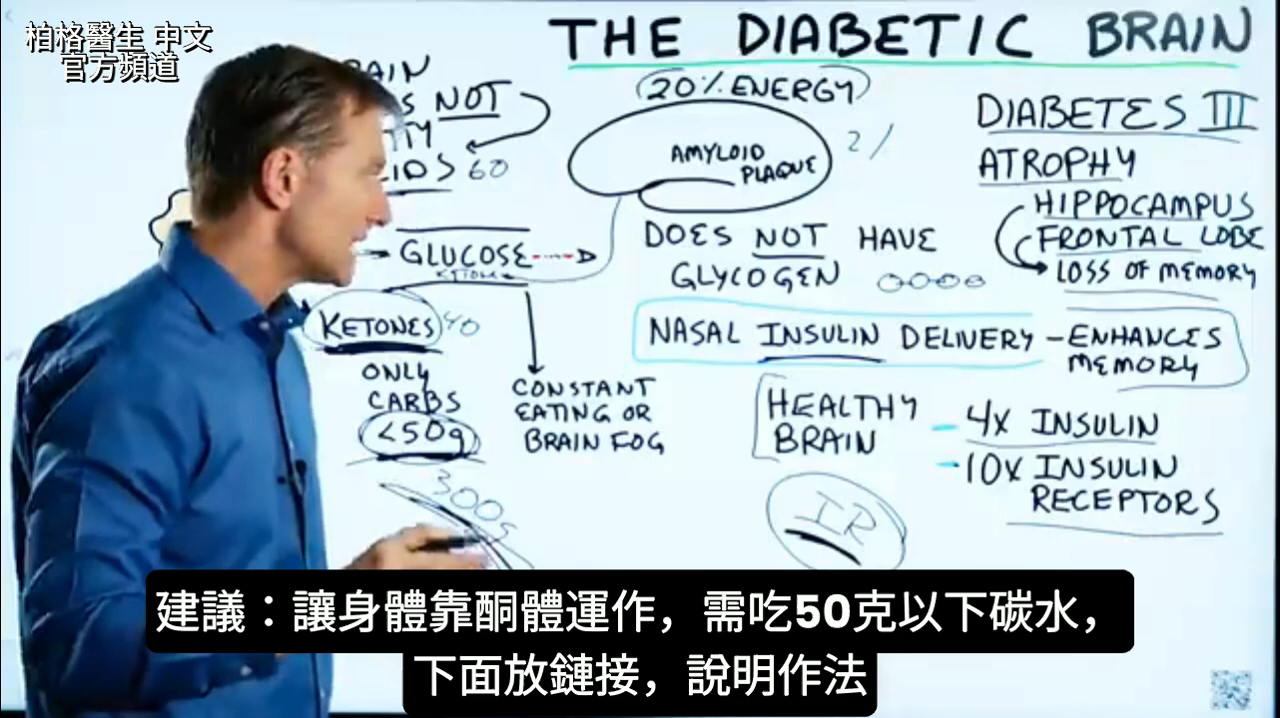 柏格醫生 中文
官方頻道
THE DIABETIC BRAIN
NOT
60
(20% ENERGY)
AMYLOID
PLAQUE
2%
DIABETES III
ATROPHY
HIPPOCAMPUS
FRONTAL LOBE
LOSS OF MEMORY
GLUCOSE
DOES NOT HAVE
GLYCOGEN
KETONES 40
ONLY
CARBS
<50g
300g
CONSTANT
EATING OR
BRAIN FOG
NASAL INSULIN DELIVERY – ENHANCES
MEMORY
HEALTHY
BRAIN
– 4X INSULIN
– 10X INSULIN
RECEPTORS
IR
建議：讓身體靠酮體運作，需吃50克以下碳水，
下面放鏈接，說明作法